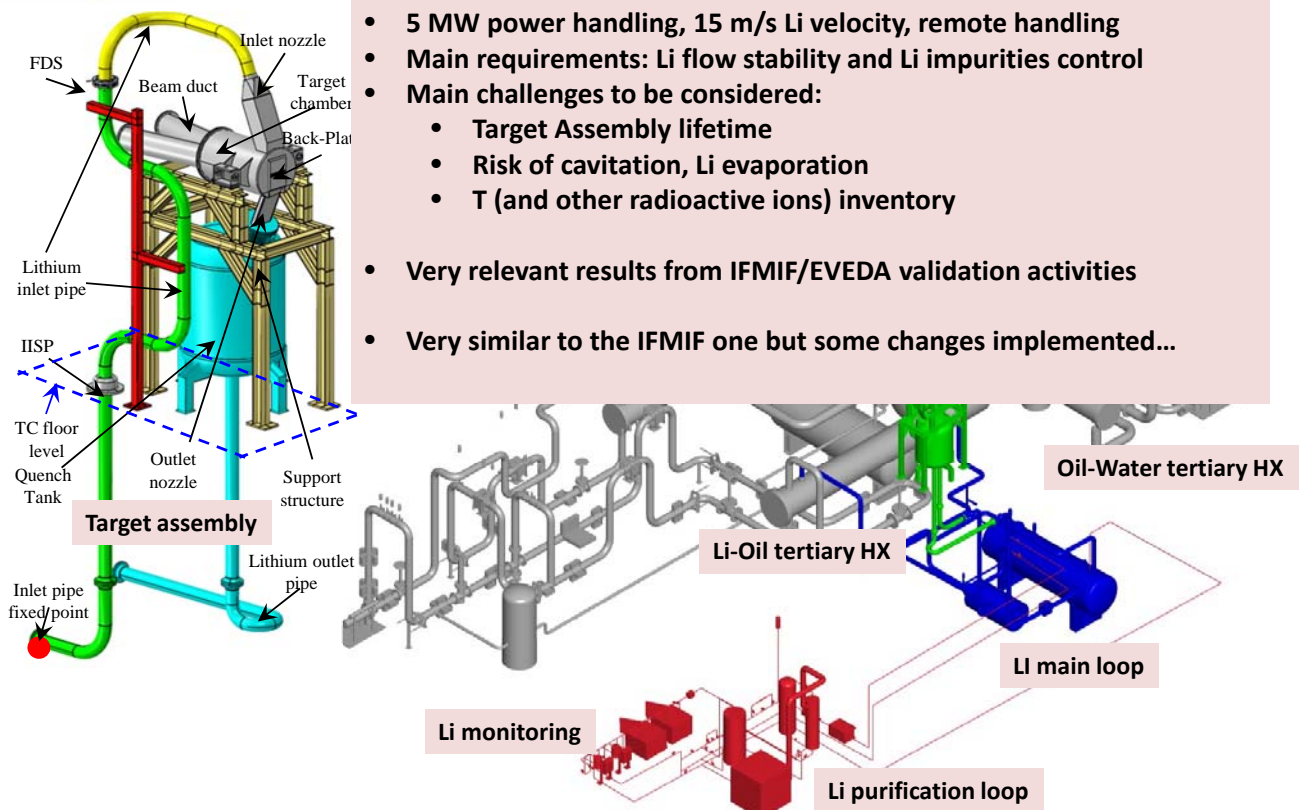 • 5 MW power handling, 15 m/s Li velocity, remote handling
• Main requirements: Li flow stability and Li impurities control
• Main challenges to be considered:
• Target Assembly lifetime
• Risk of cavitation, Li evaporation
• T (and other radioactive ions) inventory
• Very relevant results from IFMIF/EVEDA validation activities
• Very similar to the IFMIF one but some changes implemented…
Inlet nozzle
FDS
Beam duct
Target
chamber
Back-Plat
Lithium
inlet pipe
IISP
TC floor
level
Quench
Tank
Outlet
nozzle
Support
structure
Target assembly
Lithium outlet
pipe
Inlet pipe
fixed point
Oil-Water tertiary HX
Li-Oil tertiary HX
LI main loop
Li monitoring
Li purification loop